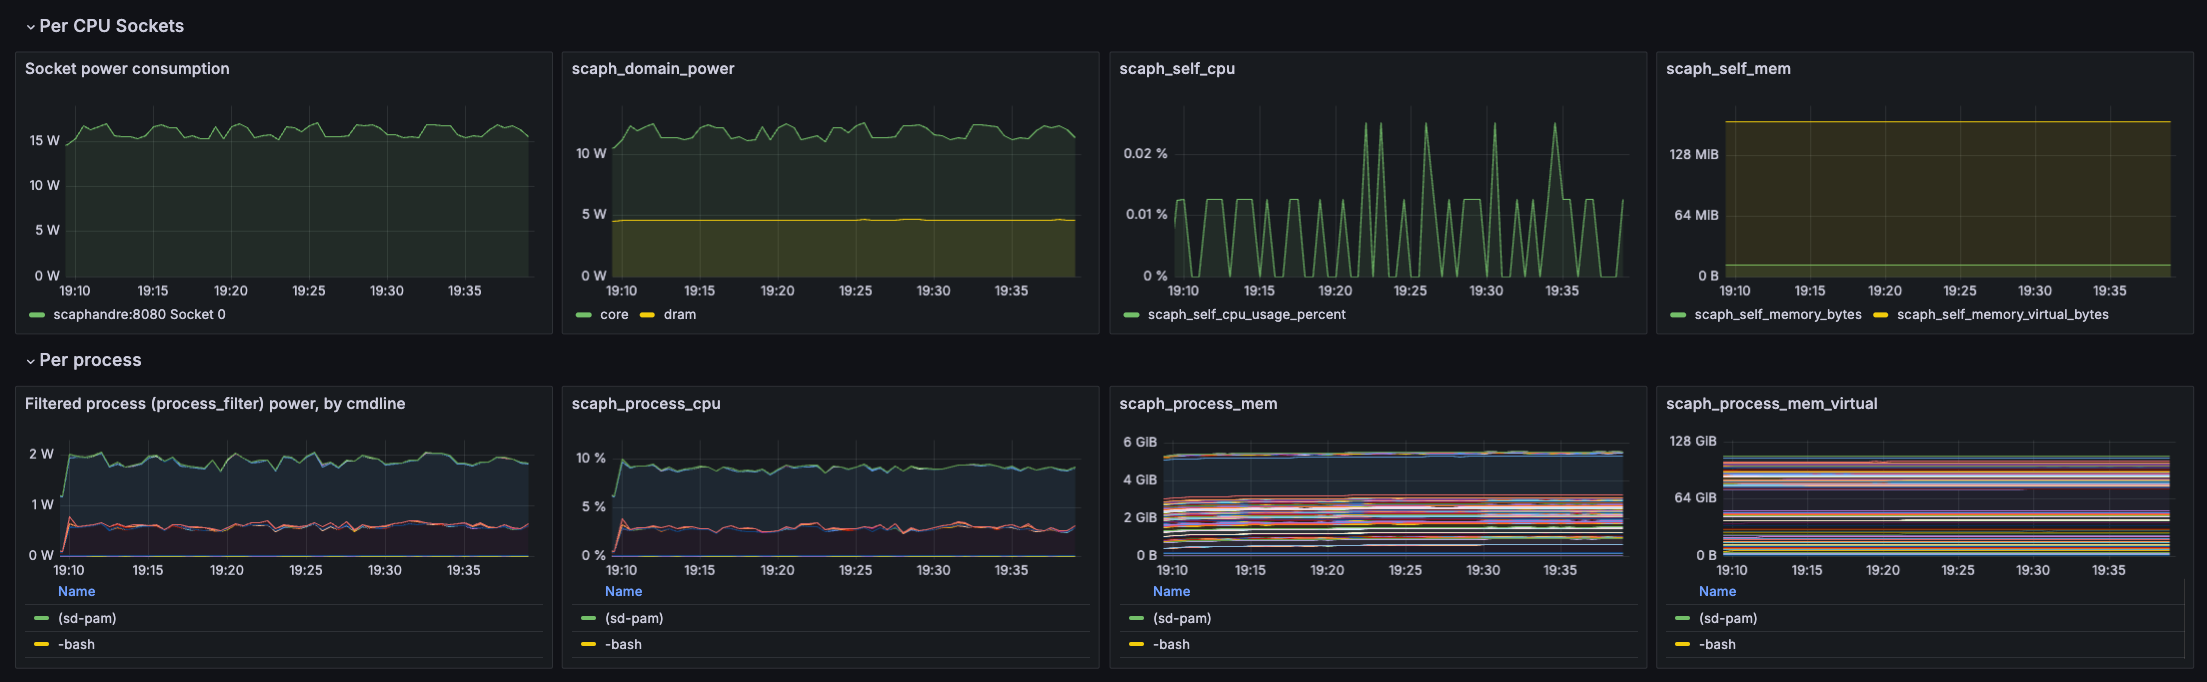 Per CPU Sockets
Socket power consumption
15 W
10 W
5 W
0 W
19:10 19:15 19:20 19:25 19:30 19:35
scaphandre:8080 Socket 0
scaph_domain_power
10 W
5 W
0 W
19:10 19:15 19:20 19:25 19:30 19:35
core dram
scaph_self_cpu
0.02 %
0.01 %
0 %
19:10 19:15 19:20 19:25 19:30 19:35
scaph_self_cpu_usage_percent
scaph_self_mem
128 MiB
64 MiB
0 B
19:10 19:15 19:20 19:25 19:30 19:35
scaph_self_memory_bytes scaph_self_memory_virtual_bytes
Per process
Filtered process (process_filter) power, by cmdline
2 W
1 W
0 W
19:10 19:15 19:20 19:25 19:30 19:35
Name
(sd-pam)
-bash
scaph_process_cpu
10 %
5 %
0 %
19:10 19:15 19:20 19:25 19:30 19:35
Name
(sd-pam)
-bash
scaph_process_mem
6 GiB
4 GiB
2 GiB
0 B
19:10 19:15 19:20 19:25 19:30 19:35
Name
(sd-pam)
-bash
scaph_process_mem_virtual
128 GiB
64 GiB
0 B
19:10 19:15 19:20 19:25 19:30 19:35
Name
(sd-pam)
-bash